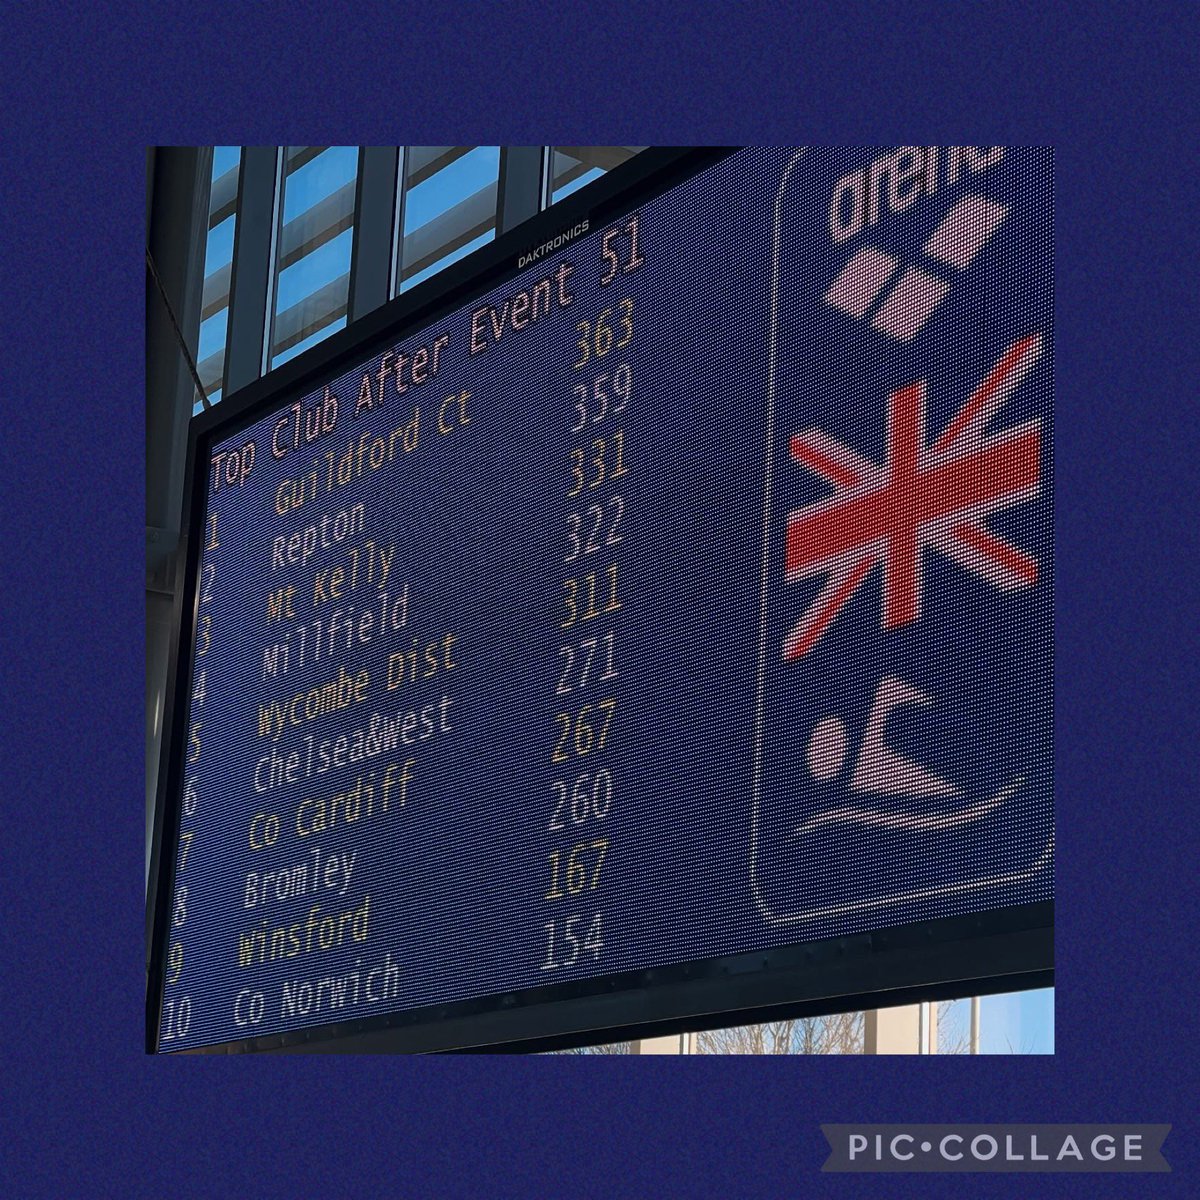 arena
DAKTRONICS
Top Club After Event 51
1 Guildford Ct 363
2 Repton 359
3 Mt Kelly 331
4 Millfield 322
5 Wycombe Dist 311
6 Chelsea&West 271
7 Co Cardiff 267
8 Bromley 260
9 Winsford 167
10 Co Norwich 154
PIC•COLLAGE